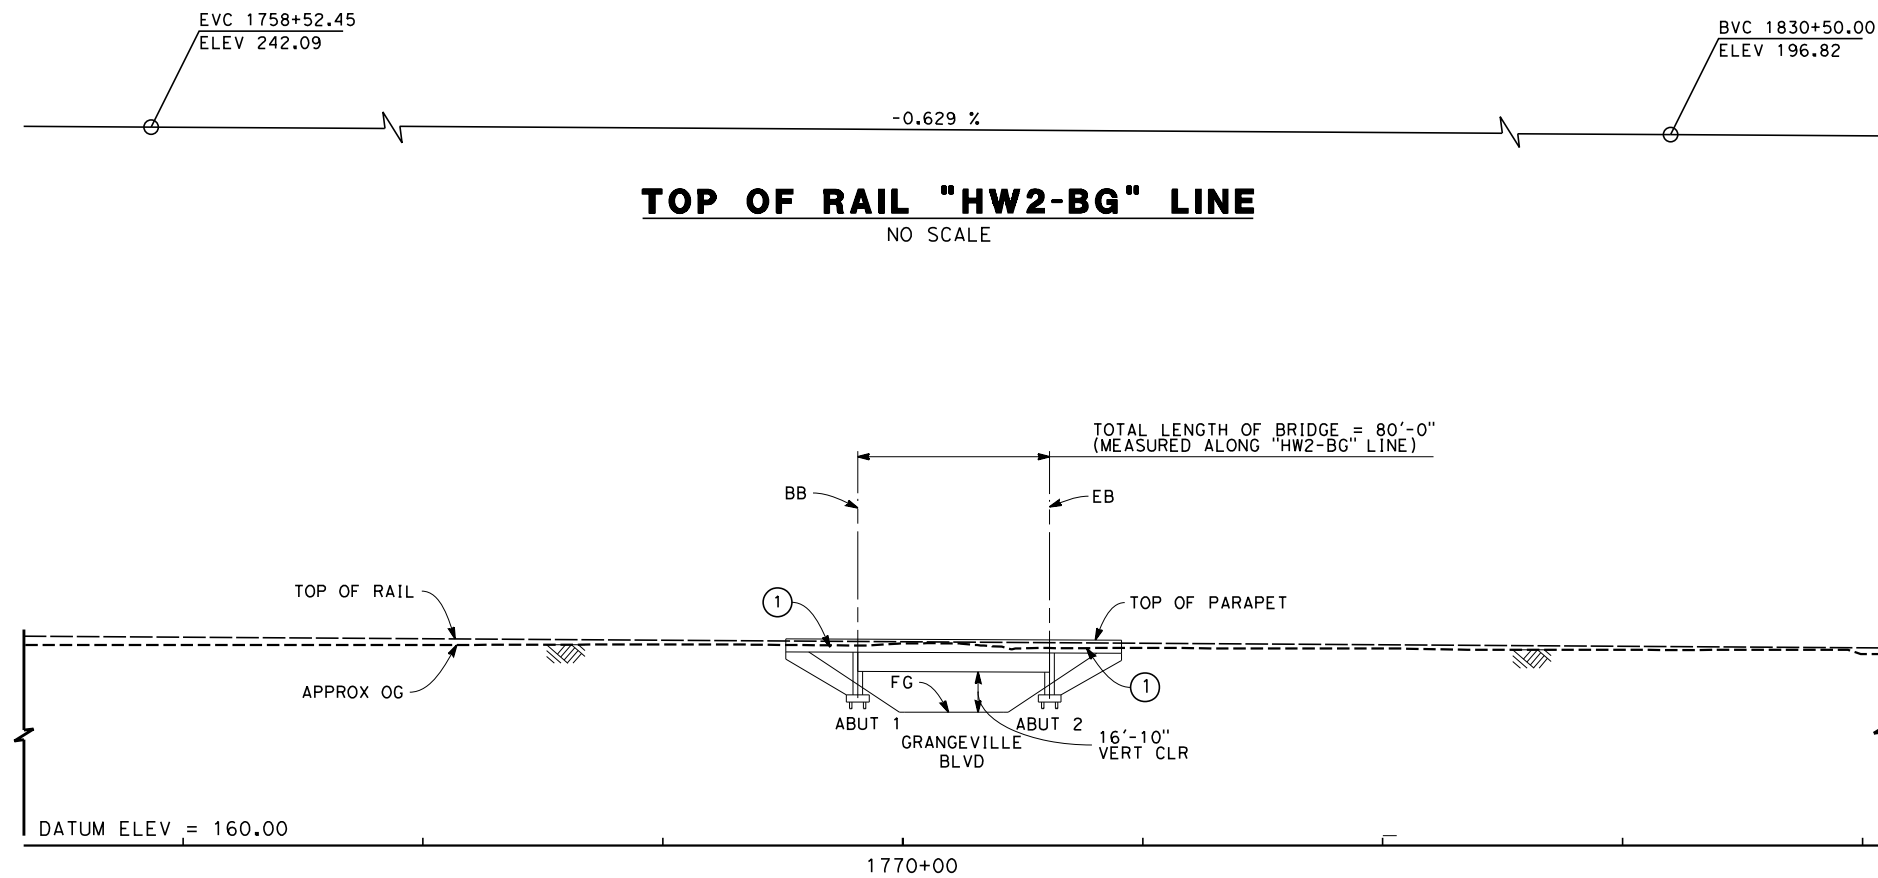 EVC 1758+52.45
ELEV 242.09
BVC 1830+50.00
ELEV 196.82
-0.629 %
TOP OF RAIL "HW2-BG" LINE
NO SCALE
TOTAL LENGTH OF BRIDGE = 80'-0"
(MEASURED ALONG "HW2-BG" LINE)
BB
EB
TOP OF RAIL
1
TOP OF PARAPET
APPROX OG
FG
1
ABUT 1
ABUT 2
GRANGEVILLE
BLVD
16'-10"
VERT CLR
DATUM ELEV = 160.00
1770+00